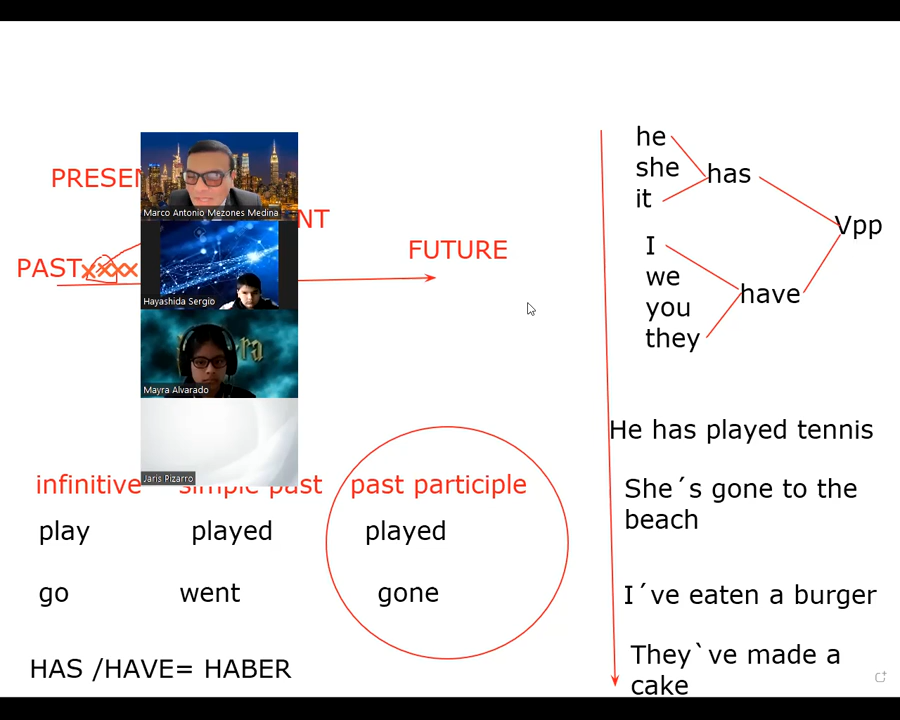 he
she
has
it
PRESEN
NT
FUTURE
PAST
xxxx
Vpp
I
we
you
have
they
Marco Antonio Mezones Medina
Hayashida Sergio
Mayra Alvarado
Jaris Pizarro
infinitive simple past past participle
play played played
go went gone
HAS /HAVE= HABER
He has played tennis
She´s gone to the
beach
I´ve eaten a burger
They`ve made a
cake